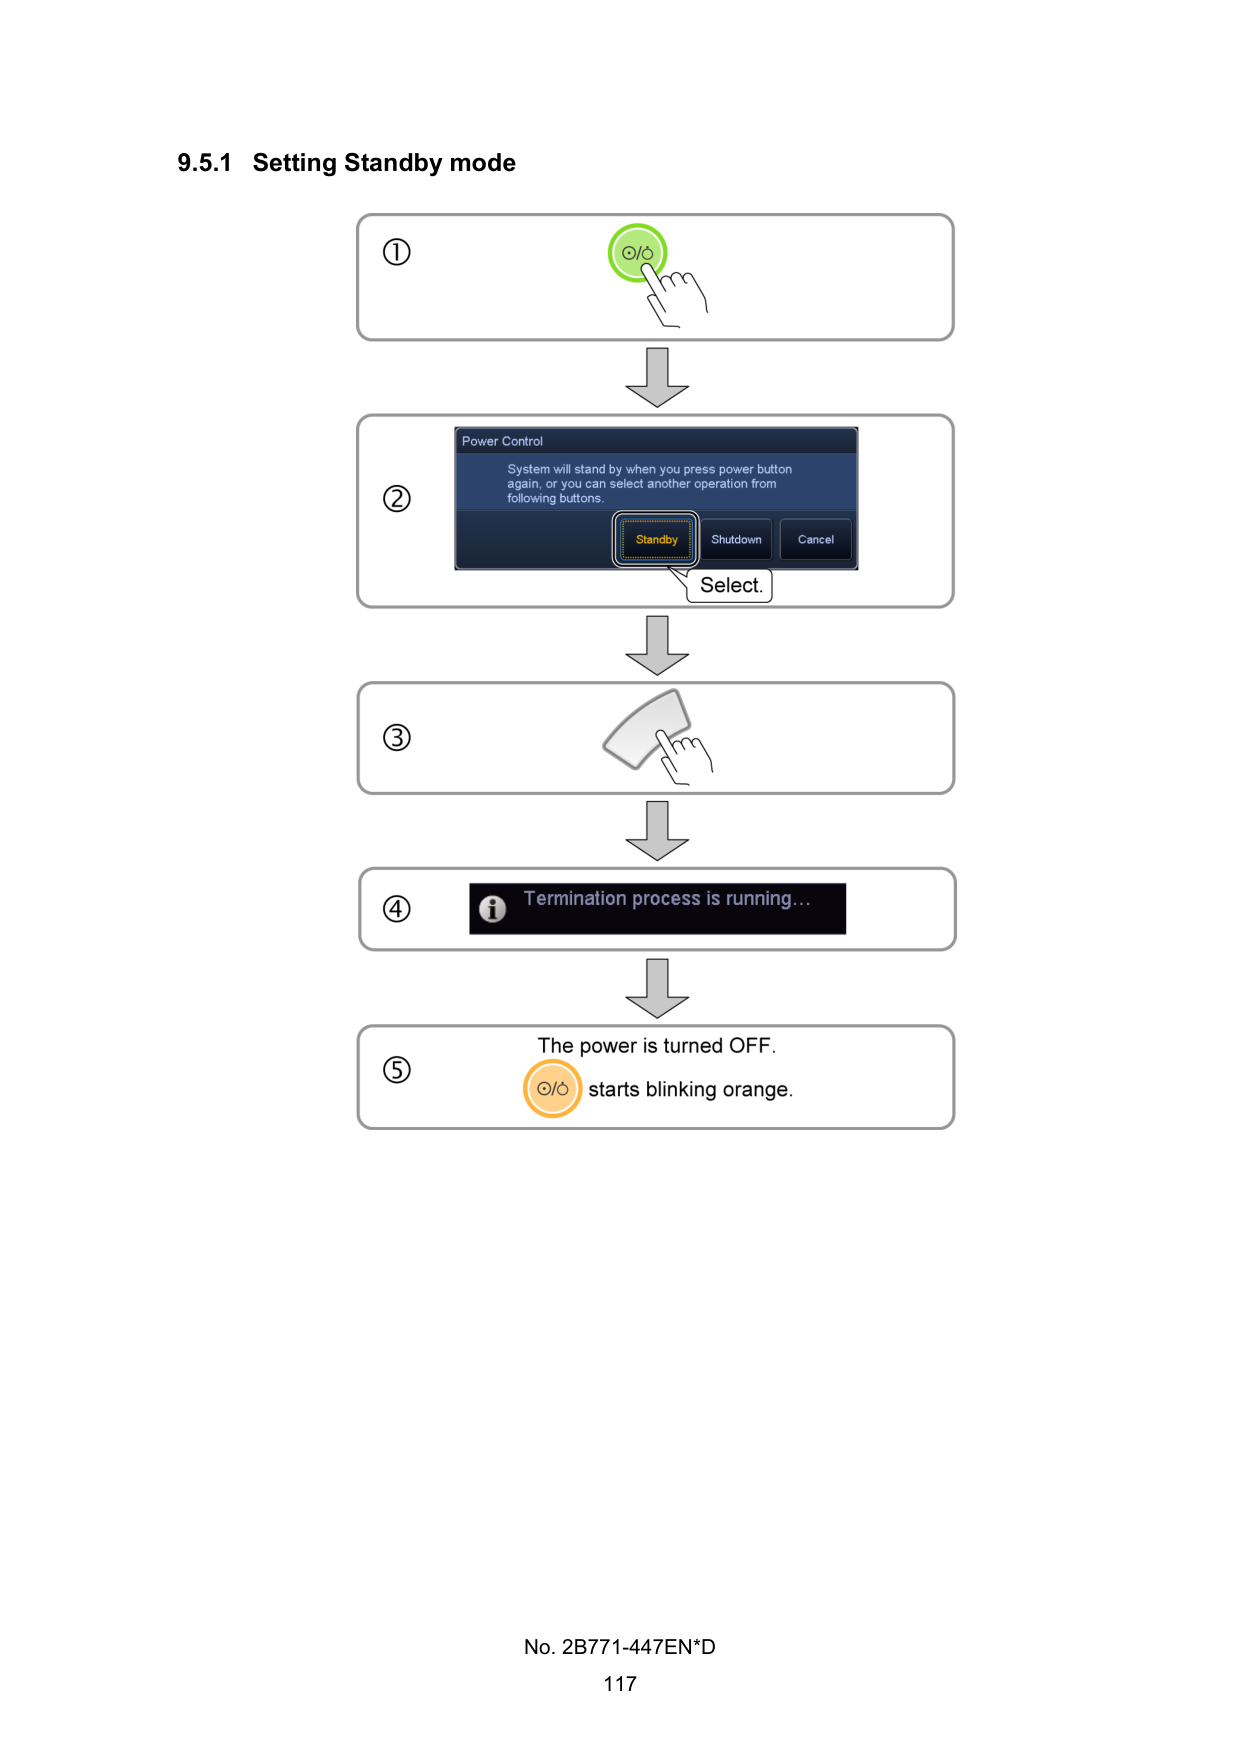 9.5.1 Setting Standby mode
①
②
Power Control
System will stand by when you press power button
again, or you can select another operation from
following buttons.
Standby Shutdown Cancel
Select.
③
④
Termination process is running...
⑤
The power is turned OFF.
starts blinking orange.
No. 2B771-447EN*D
117